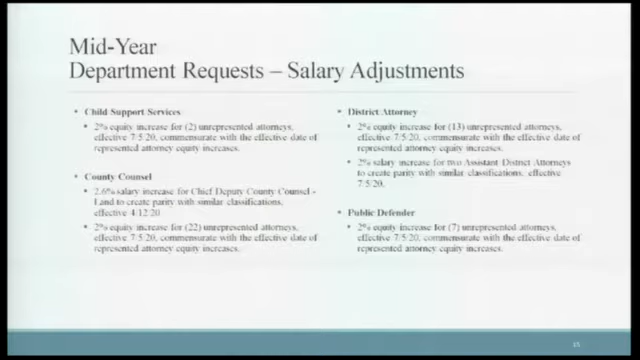 Mid-Year
Department Requests – Salary Adjustments
Child Support Services
2% equity increase for (2) unrepresented attorneys,
effective 7/5/20, commensurate with the effective date of
represented attorney equity increases.
County Counsel
2.6% salary increase for Chief Deputy County Counsel -
I and to create parity with similar classifications,
effective 4/12/20
2% equity increase for (22) unrepresented attorneys,
effective 7/5/20, commensurate with the effective date of
represented attorney equity increases.
District Attorney
2% equity increase for (13) unrepresented attorneys,
effective 7/5/20, commensurate with the effective date of
represented attorney equity increases.
2% salary increase for two Assistant District Attorneys
to create parity with similar classifications, effective
7/5/20.
Public Defender
2% equity increase for (7) unrepresented attorneys,
effective 7/5/20, commensurate with the effective date of
represented attorney equity increases.